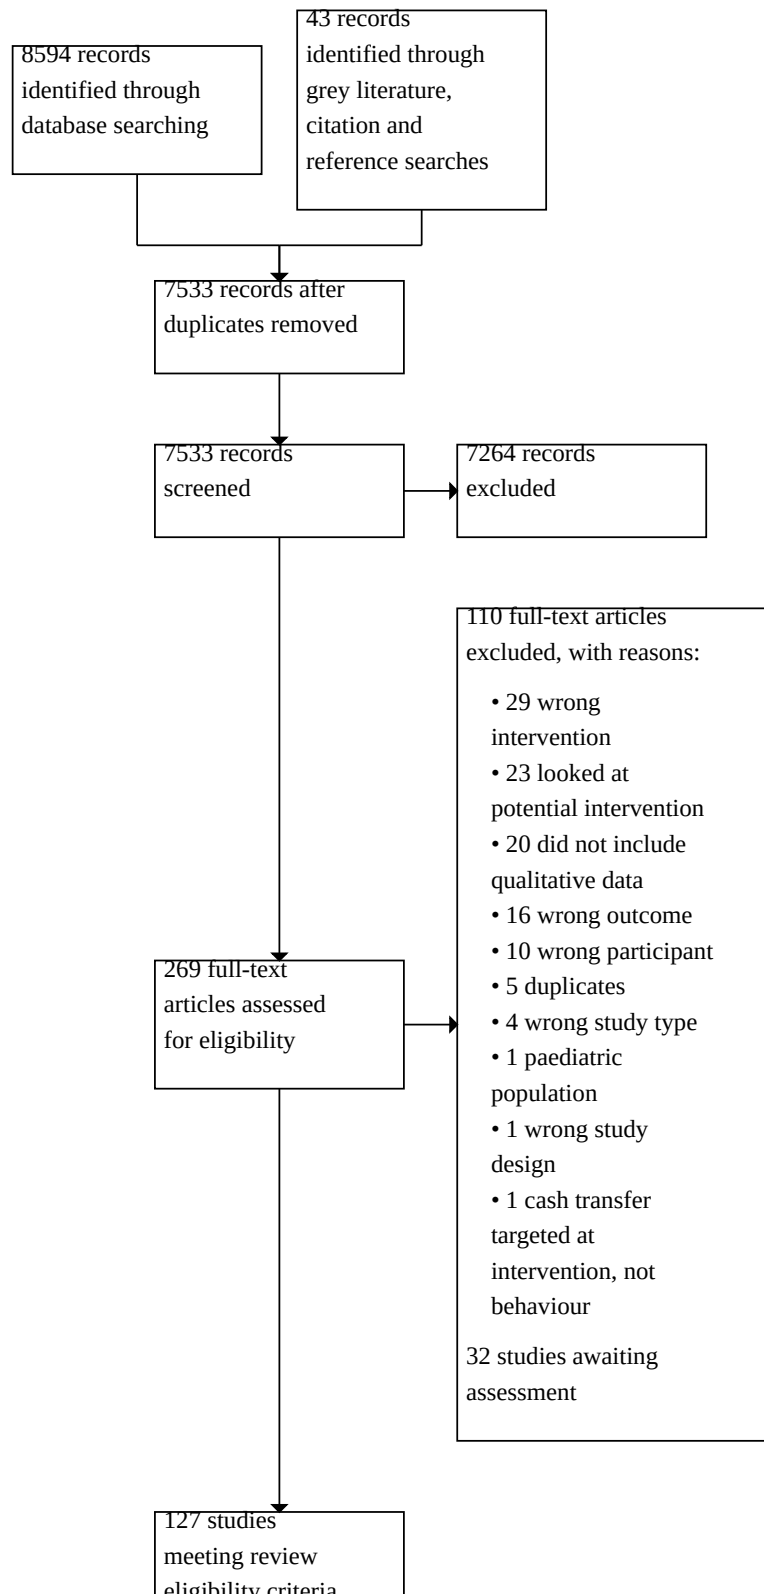 8594 records
identified through
database searching
43 records
identified through
grey literature,
citation and
reference searches
7533 records after
duplicates removed
7533 records
screened
7264 records
excluded
110 full-text articles
excluded, with reasons:
• 29 wrong
intervention
• 23 looked at
potential intervention
• 20 did not include
qualitative data
• 16 wrong outcome
• 10 wrong participant
• 5 duplicates
• 4 wrong study type
• 1 paediatric
population
• 1 wrong study
design
• 1 cash transfer
targeted at
intervention, not
behaviour
32 studies awaiting
assessment
269 full-text
articles assessed
for eligibility
127 studies
meeting review
eligibility criteria